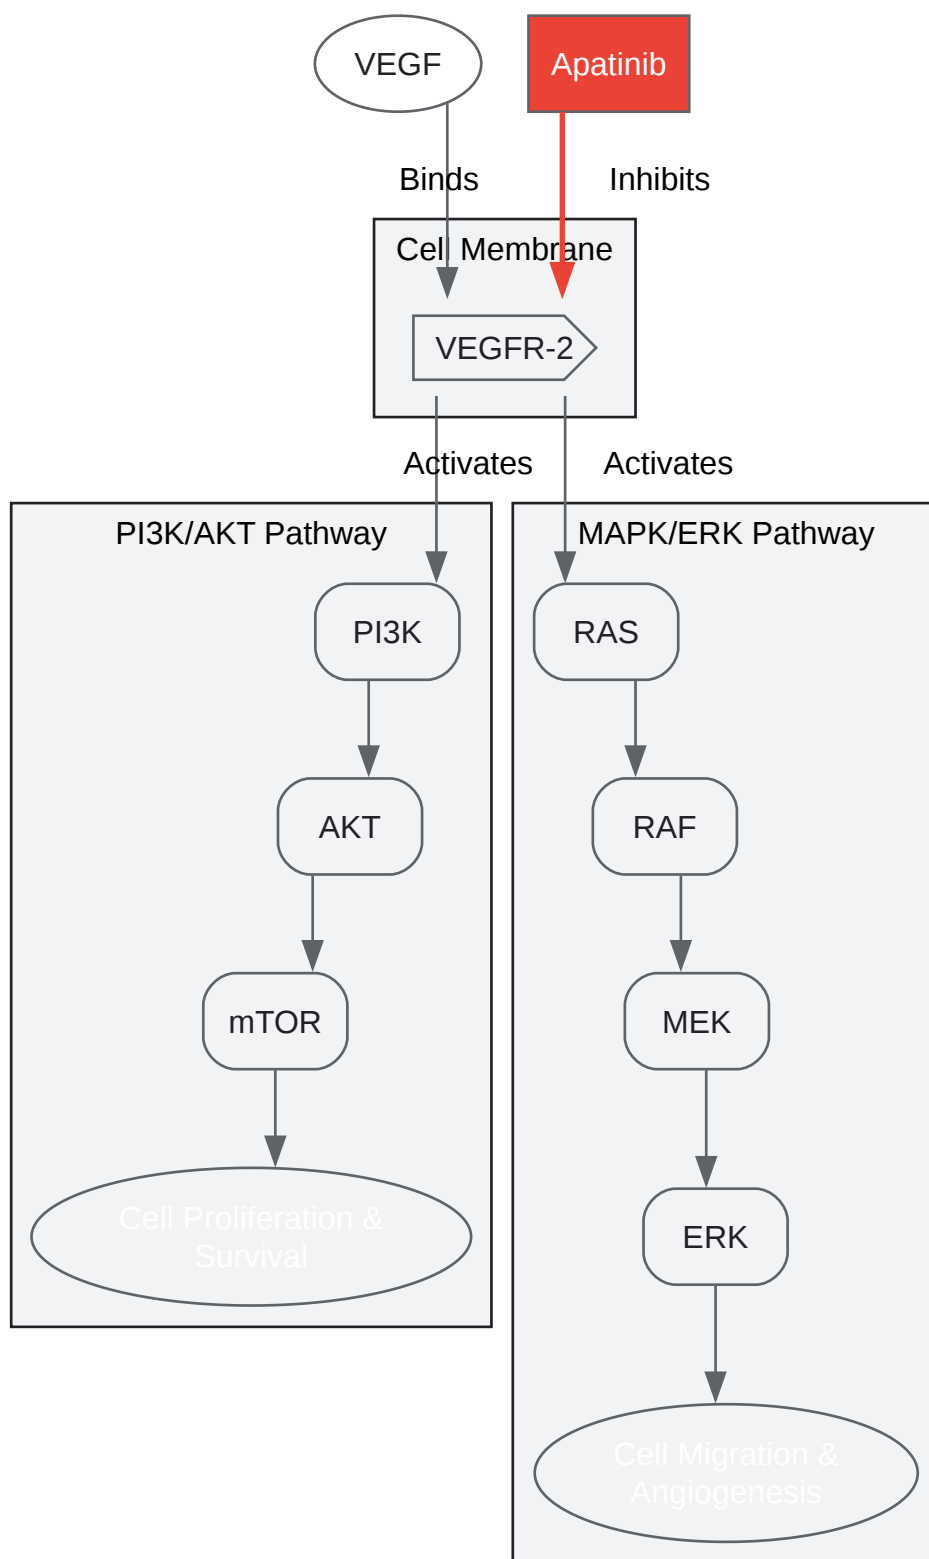 VEGF
Apatinib
Binds
Inhibits
Cell Membrane
VEGFR-2
Activates
Activates
PI3K/AKT Pathway
MAPK/ERK Pathway
PI3K
RAS
AKT
RAF
mTOR
MEK
Cell Proliferation &
Survival
ERK
Cell Migration &
Angiogenesis